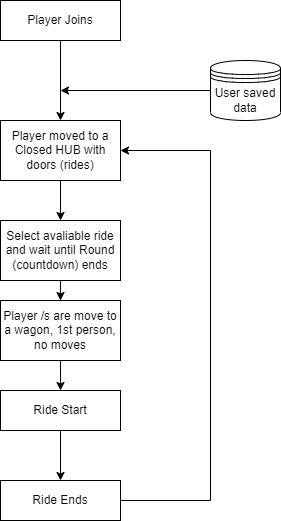 Player Joins
User saved
data
Player moved to a
Closed HUB with
doors (rides)
Select avaliable ride
and wait until Round
(countdown) ends
Player /s are move to
a wagon, 1st person,
no moves
Ride Start
Ride Ends